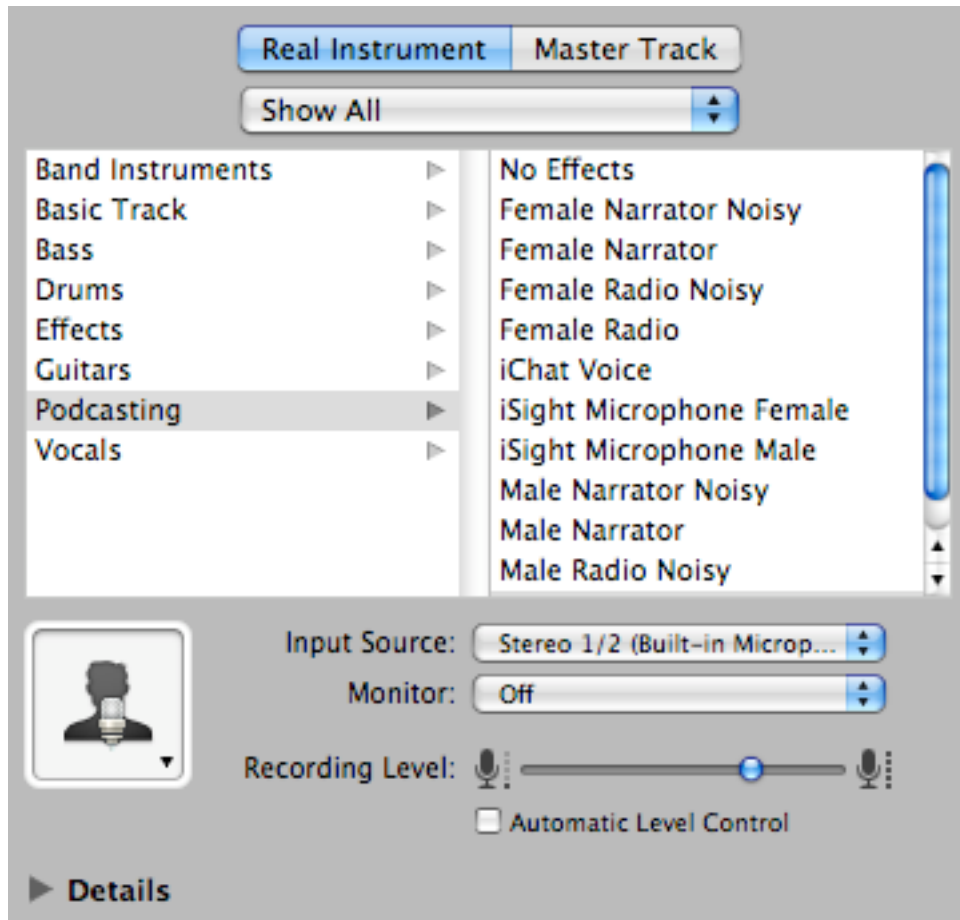 Real Instrument Master Track
Show All
Band Instruments
Basic Track
Bass
Drums
Effects
Guitars
Podcasting
Vocals
No Effects
Female Narrator Noisy
Female Narrator
Female Radio Noisy
Female Radio
iChat Voice
iSight Microphone Female
iSight Microphone Male
Male Narrator Noisy
Male Narrator
Male Radio Noisy
Input Source: Stereo 1/2 (Built-in Microp...
Monitor: Off
Recording Level:
Automatic Level Control
Details